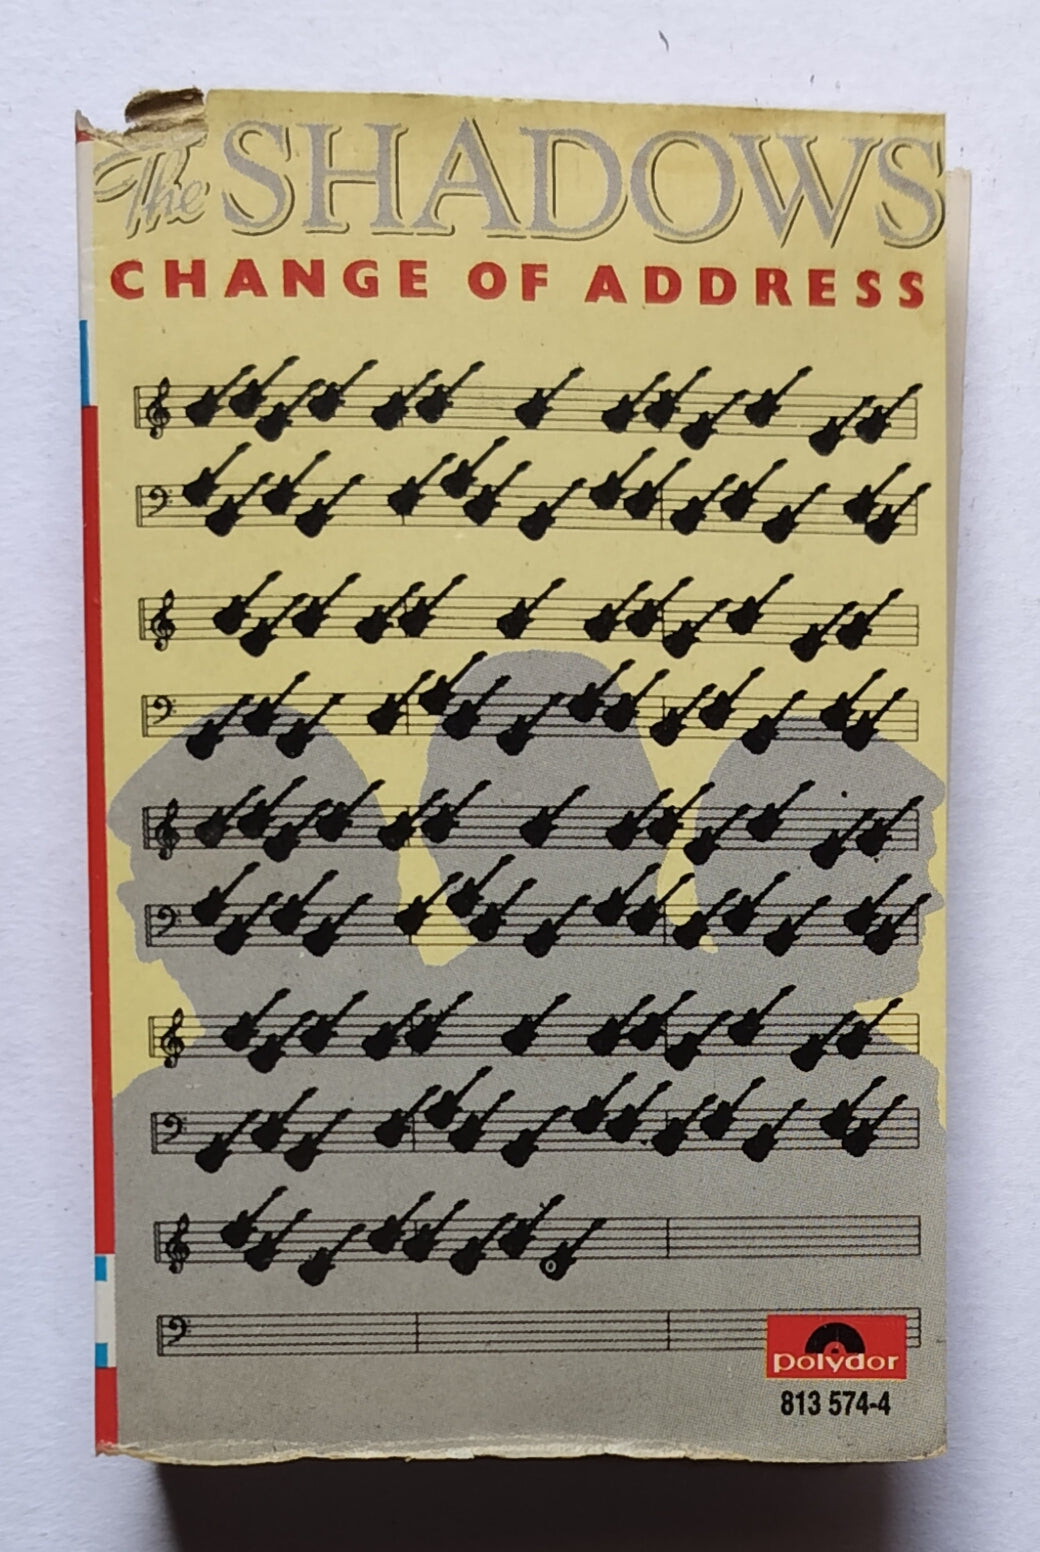 The SHADOWS
CHANGE OF ADDRESS
polydor
813 574-4